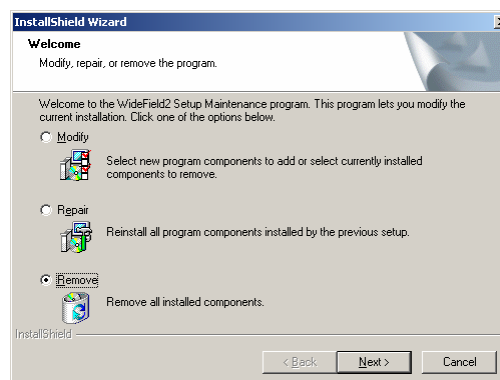 InstallShield Wizard
Welcome
Modify, repair, or remove the program.
Welcome to the WideField2 Setup Maintenance program. This program lets you modify the
current installation. Click one of the options below.
Modify
Select new program components to add or select currently installed
components to remove.
Repair
Reinstall all program components installed by the previous setup.
Remove
Remove all installed components.
InstallShield
< Back Next > Cancel